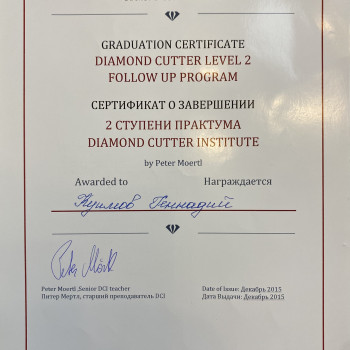 GRADUATION CERTIFICATE
DIAMOND CUTTER LEVEL 2
FOLLOW UP PROGRAM
СЕРТИФИКАТ О ЗАВЕРШЕНИИ
2 СТУПЕНИ ПРАКТУМА
DIAMOND CUTTER INSTITUTE
by Peter Moertl
Awarded to Награждается
Геннадий
Peter Moertl ,Senior DCI teacher Date of Issue: Декабрь 2015
Питер Мертл, старший преподаватель DCI Дата Выдачи: Декабрь 2015